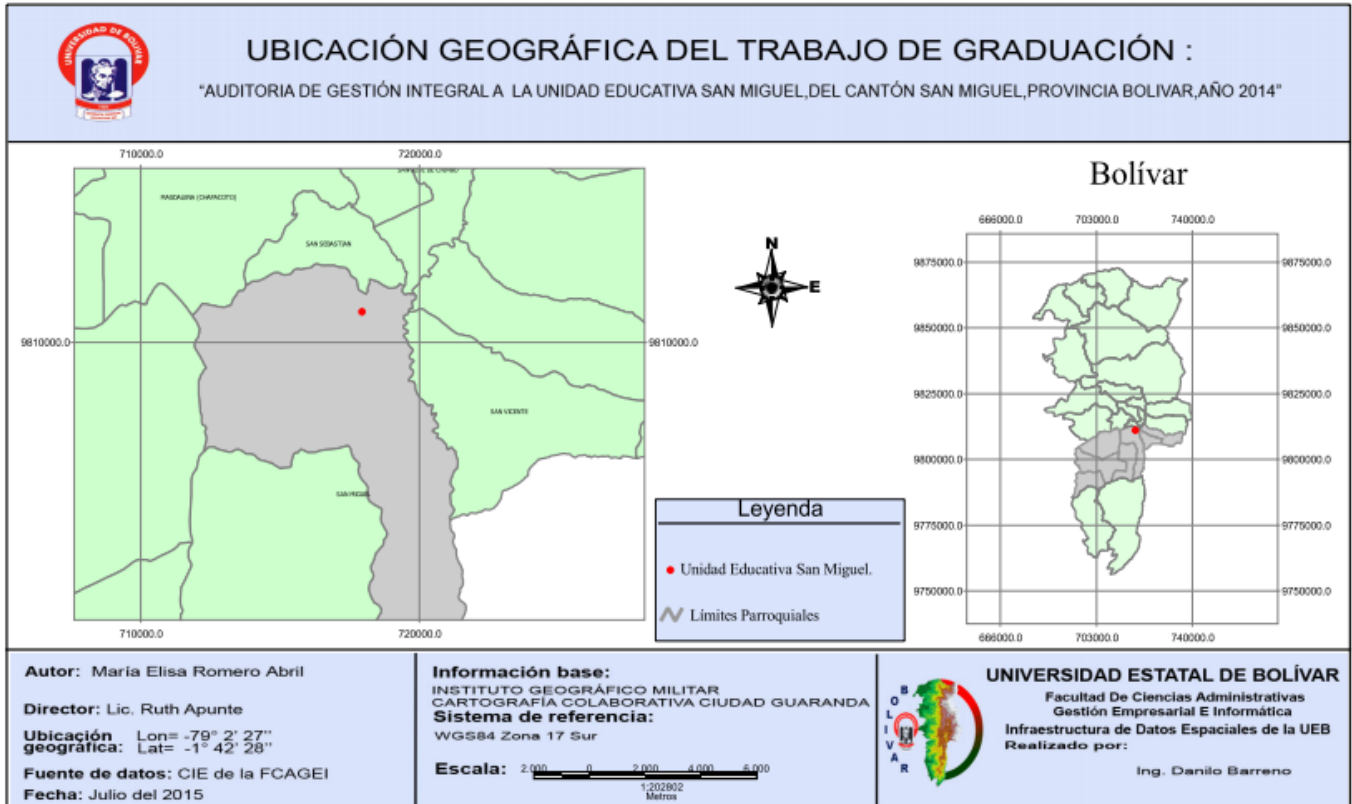 UNIVERSIDAD DE BOLIVAR
UBICACIÓN GEOGRÁFICA DEL TRABAJO DE GRADUACIÓN :
“AUDITORIA DE GESTIÓN INTEGRAL A LA UNIDAD EDUCATIVA SAN MIGUEL,DEL CANTÓN SAN MIGUEL,PROVINCIA BOLIVAR,AÑO 2014”
710000.0 720000.0
MAGDALENA (CHAPACOTO)
SAN SEBASTIAN
9810000.0 9810000.0
SAN VICENTE
SAN MIGUEL
710000.0 720000.0
N
E
Bolívar
666000.0 703000.0 740000.0
9875000.0 9875000.0
9850000.0 9850000.0
9825000.0 9825000.0
9800000.0 9800000.0
9775000.0 9775000.0
9750000.0 9750000.0
666000.0 703000.0 740000.0
Leyenda
Unidad Educativa San Miguel.
Límites Parroquiales
Autor: María Elisa Romero Abril
Director: Lic. Ruth Apunte
Ubicación geográfica: Lon= -79° 2' 27''
Lat= -1° 42' 28''
Fuente de datos: CIE de la FCAGEI
Fecha: Julio del 2015
Información base:
INSTITUTO GEOGRÁFICO MILITAR
CARTOGRAFÍA COLABORATIVA CIUDAD GUARANDA
Sistema de referencia:
WGS84 Zona 17 Sur
Escala: 2.000 0 2.000 4.000 6.000
1:202802
Metros
BOLIVAR
UNIVERSIDAD ESTATAL DE BOLÍVAR
Facultad De Ciencias Administrativas
Gestión Empresarial E Informática
Infraestructura de Datos Espaciales de la UEB
Realizado por:
Ing. Danilo Barreno